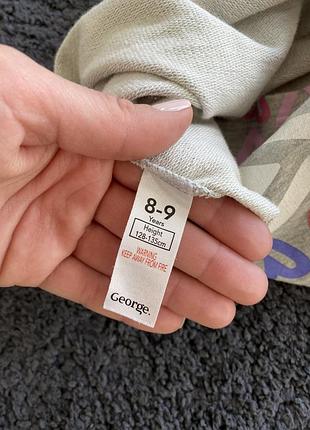 8-9
Years
Height
128-135cm
WARNING
KEEP AWAY FROM FIRE
George.